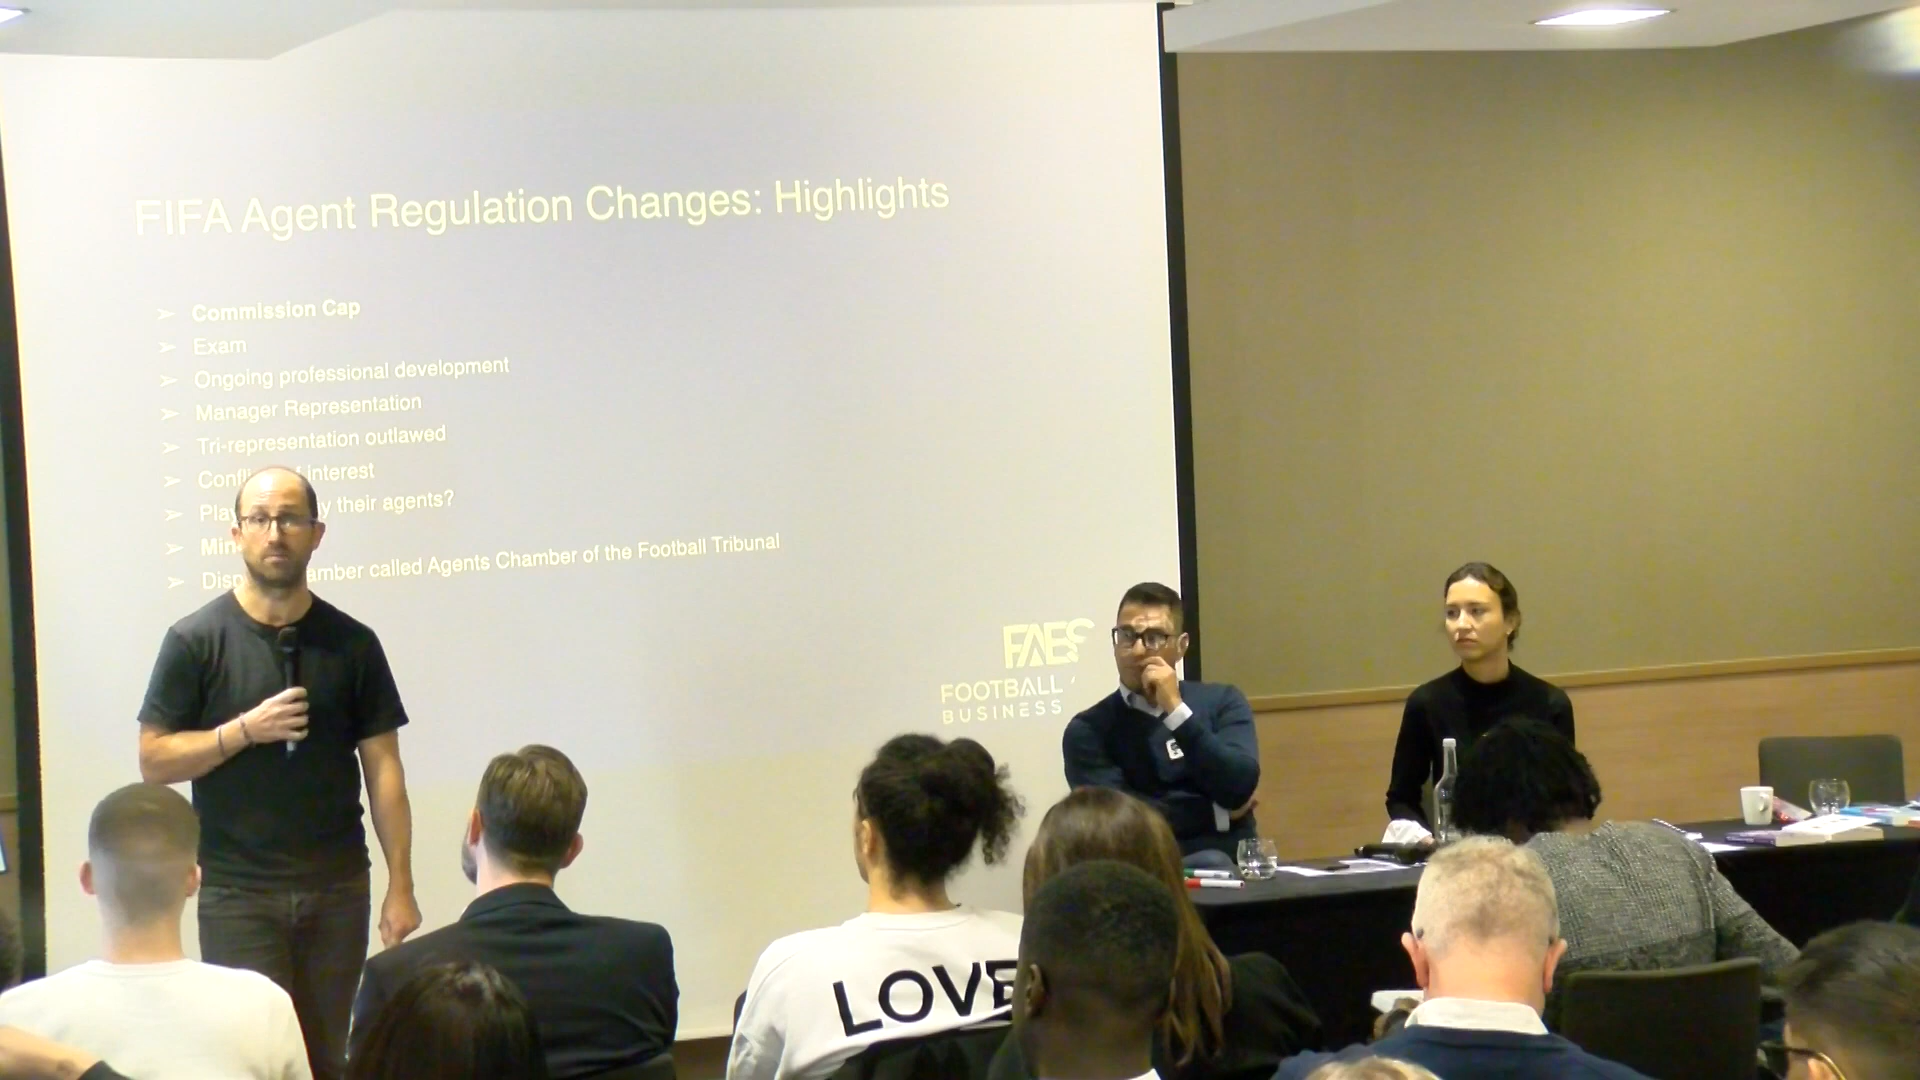 FIFA Agent Regulation Changes: Highlights
➢ Commission Cap
➢ Exam
➢ Ongoing professional development
➢ Manager Representation
➢ Tri-representation outlawed
➢ interest
➢ their agents?
➢
➢ called Agents Chamber of the Football Tribunal
FAES
FOOTBALL
BUSINESS
LOVE